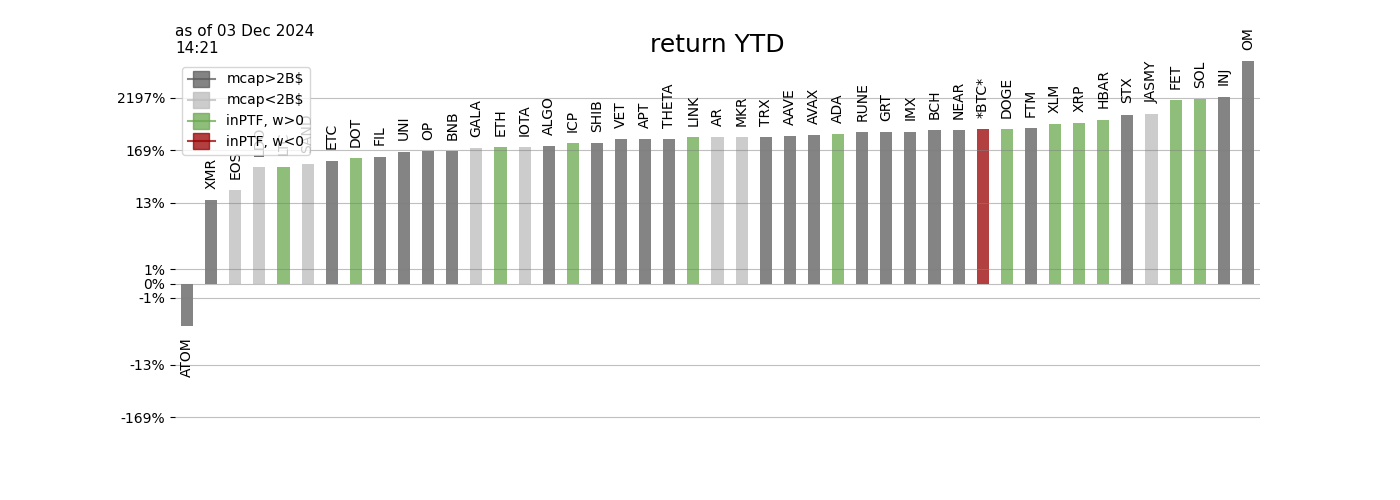 as of 03 Dec 2024
14:21
return YTD
mcap>2B$
mcap<2B$
inPTF, w>0
inPTF, w<0
2197%
169%
13%
1%
0%
-1%
-13%
-169%
ATOM
XMR
EOS
SAND
ETC
DOT
FIL
UNI
OP
BNB
GALA
ETH
IOTA
ALGO
ICP
SHIB
VET
APT
THETA
LINK
AR
MKR
TRX
AAVE
AVAX
ADA
RUNE
GRT
IMX
BCH
NEAR
*BTC*
DOGE
FTM
XLM
XRP
HBAR
STX
JASMY
FET
SOL
INJ
OM